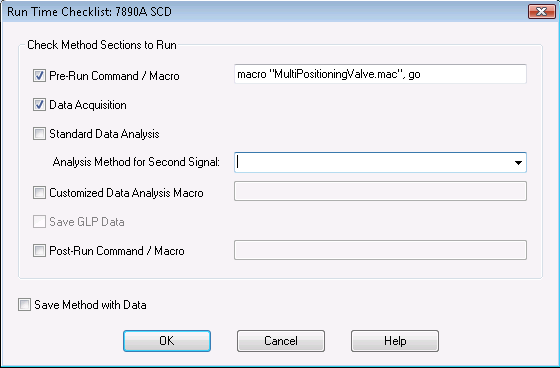 Run Time Checklist: 7890A SCD
Check Method Sections to Run
Pre-Run Command / Macro
macro "MultiPositioningValve.mac", go
Data Acquisition
Standard Data Analysis
Analysis Method for Second Signal:
Customized Data Analysis Macro
Save GLP Data
Post-Run Command / Macro
Save Method with Data
OK
Cancel
Help